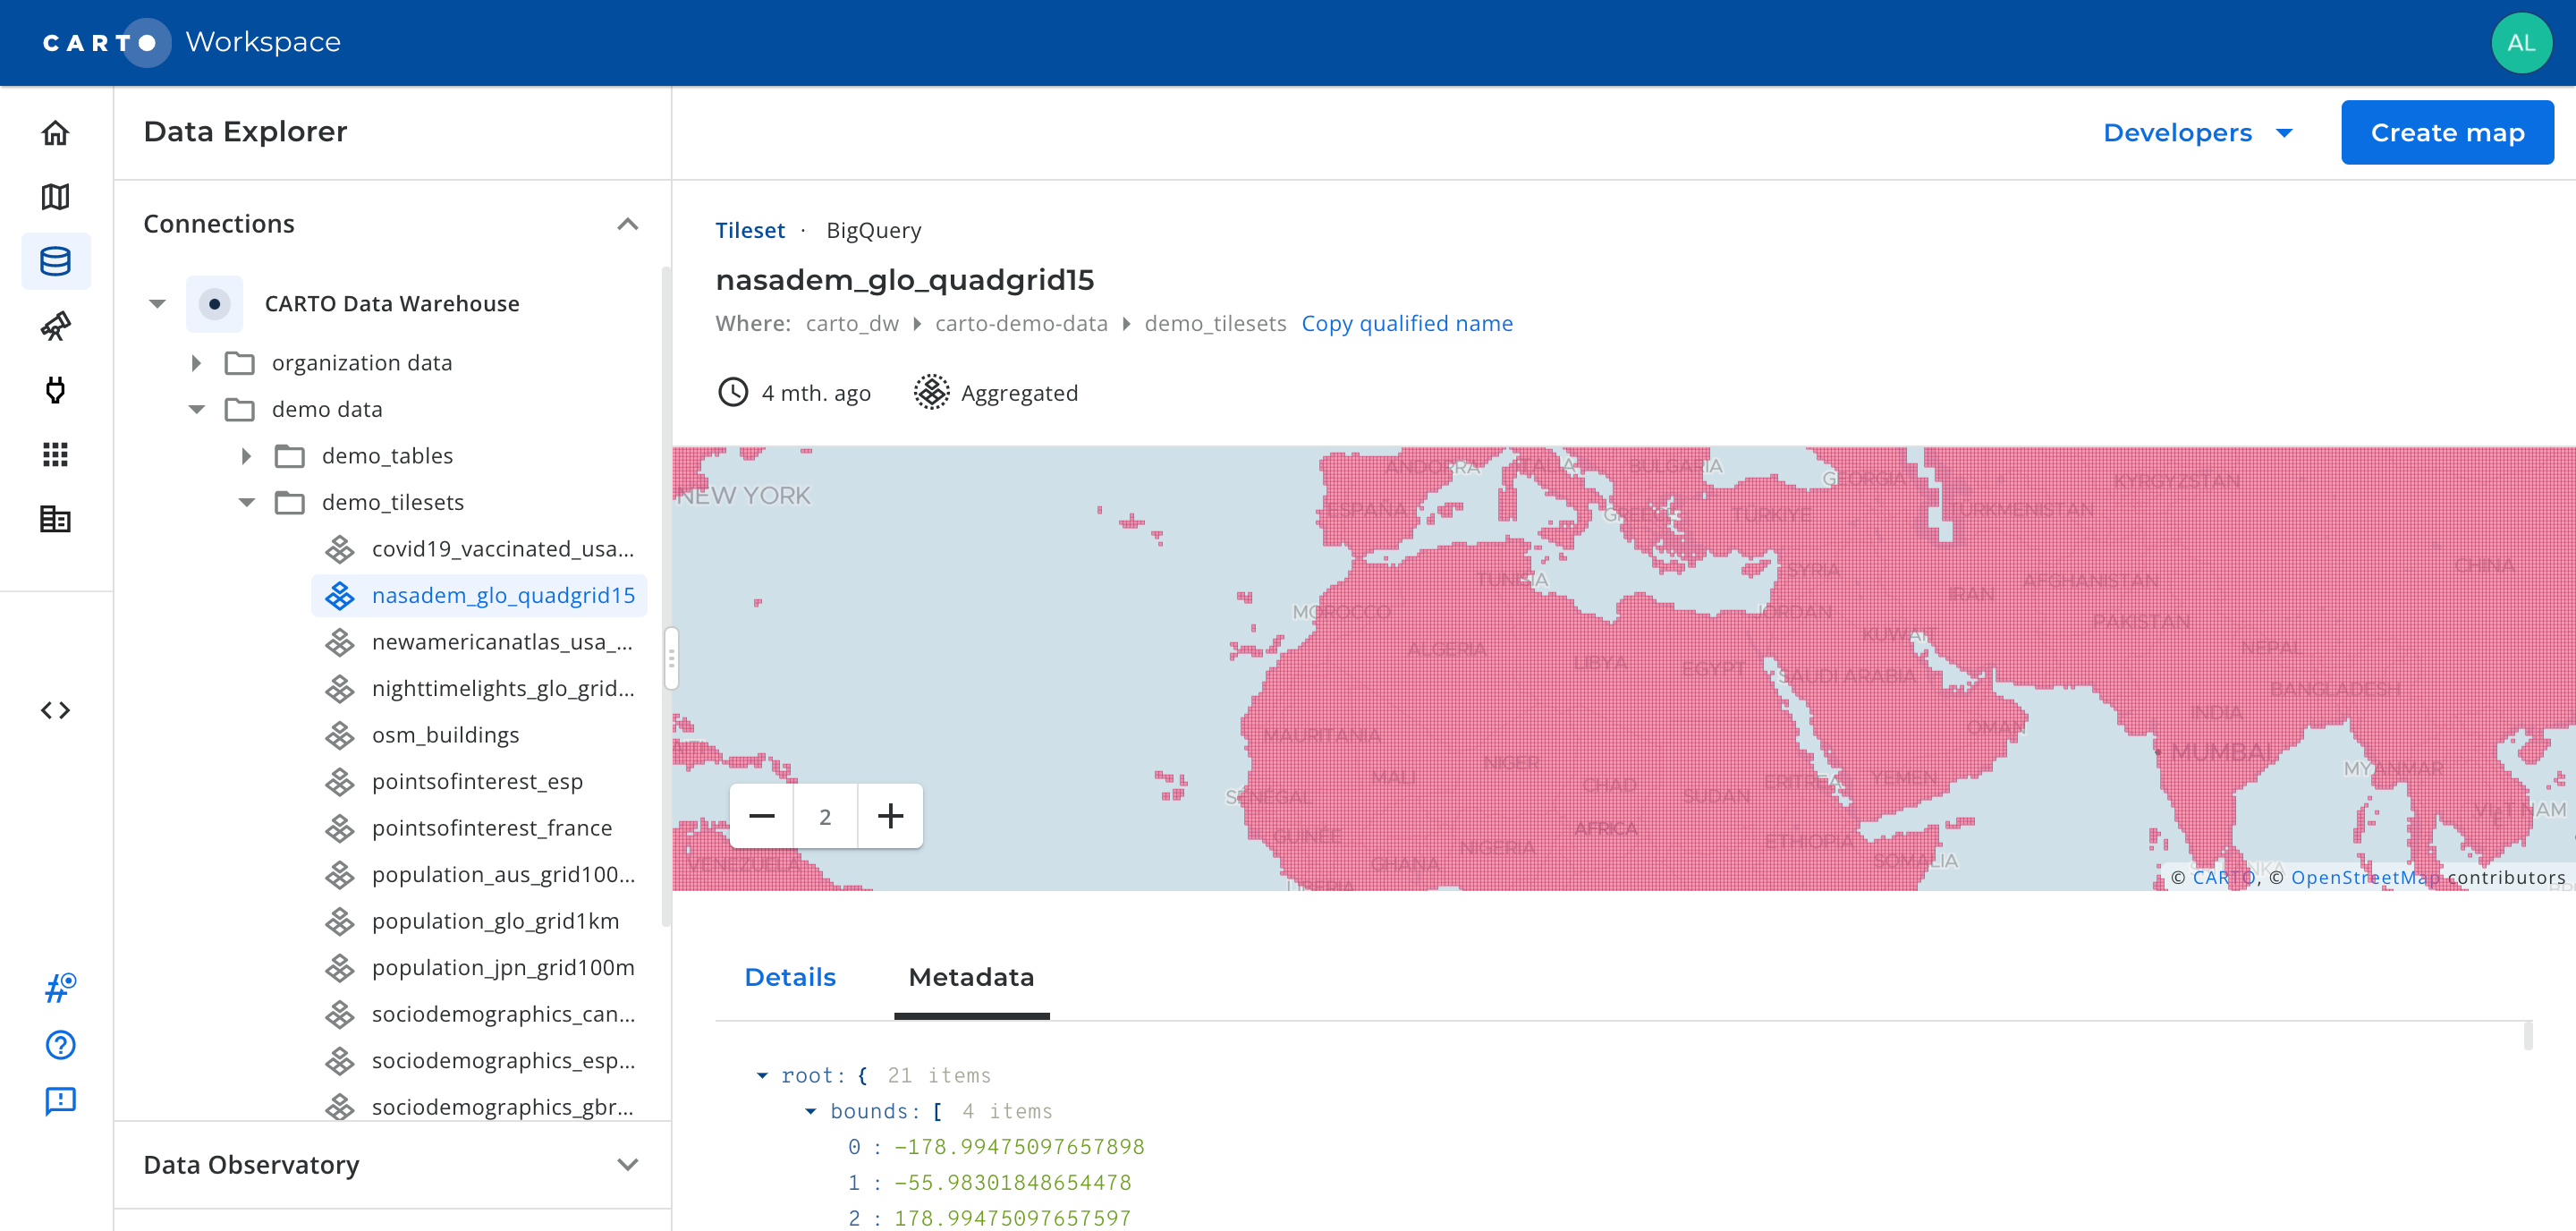 CARTO Workspace
AL
Data Explorer
Developers
Create map
Connections
CARTO Data Warehouse
organization data
demo data
demo_tables
demo_tilesets
covid19_vaccinated_usa...
nasadem_glo_quadgrid15
newamericanatlas_usa_...
nighttimelights_glo_grid...
osm_buildings
pointsofinterest_esp
pointsofinterest_france
population_aus_grid100...
population_glo_grid1km
population_jpn_grid100m
sociodemographics_can...
sociodemographics_esp...
sociodemographics_gbr...
Data Observatory
Tileset · BigQuery
nasadem_glo_quadgrid15
Where: carto_dw carto-demo-data demo_tilesets Copy qualified name
4 mth. ago
Aggregated
ANDORRA
ITALIA
BULGARIA
GEORGIA
KYRGYZSTAN
NEW YORK
ESPAÑA
GREECE
TÜRKIYE
TURKMENISTAN
CHINA
TUNISIA
SYRIA
AFGHANISTAN
IRAN
MOROCCO
JORDAN
PAKISTAN
KUWAIT
ALGERIA
LIBYA
EGYPT
NEPAL
SAUDI ARABIA
BANGLADESH
INDIA
OMAN
MAURITANIA
MUMBAI
NIGER
MYANMAR
MALI
CHAD
ERITREA
YEMEN
SÉNÉGAL
SUDAN
VIỆT NAM
AFRICA
GUINÉE
ETHIOPIA
NIGERIA
GHANA
SOMALIA
VENEZUELA
LIBERIA
2
© CARTO, © OpenStreetMap contributors
Details
Metadata
root: { 21 items
bounds: [ 4 items
0 : -178.99475097657898
1 : -55.98301848654478
2 : 178.99475097657597